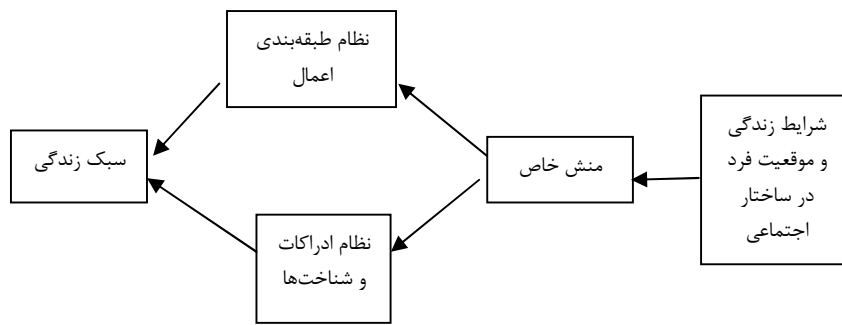 شرایط زندگی
و موقعیت فرد
در ساختار
اجتماعی
منش خاص
نظام طبقه‌بندی
اعمال
نظام ادراکات
و شناخت‌ها
سبک زندگی